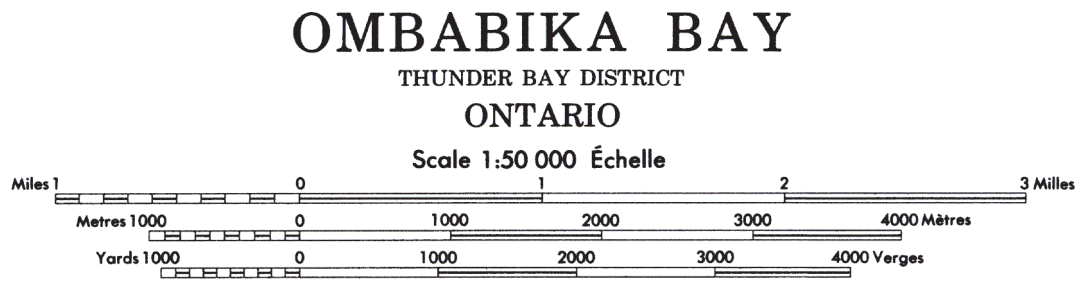 OMBABIKA BAY
THUNDER BAY DISTRICT
ONTARIO
Scale 1:50 000 Échelle
Miles 1 0 1 2 3 Milles
Metres 1000 0 1000 2000 3000 4000 Mètres
Yards 1000 0 1000 2000 3000 4000 Verges